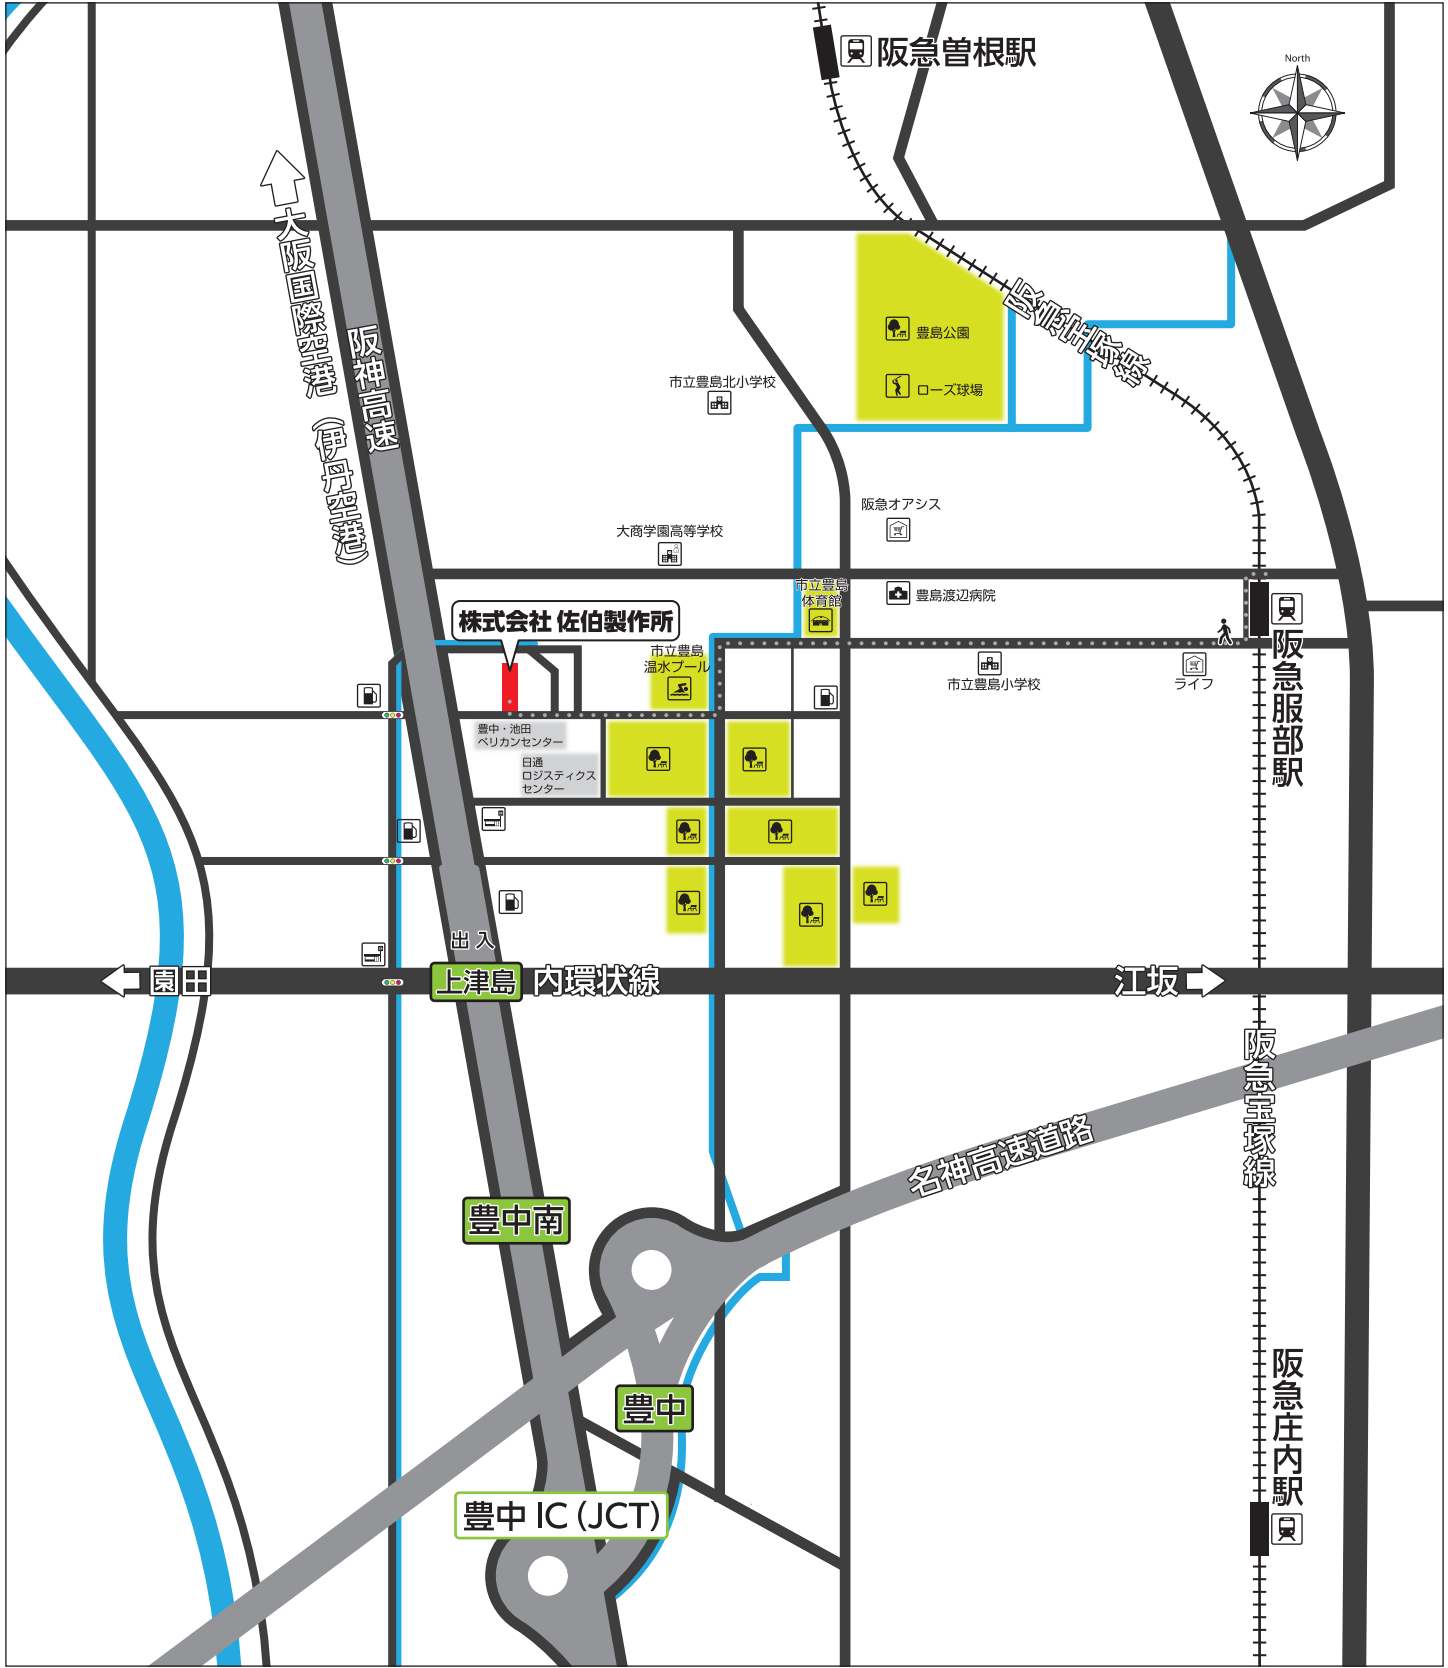 阪急曽根駅
North
大阪国際空港（伊丹空港）
阪神高速
阪急宝塚線
豊島公園
ローズ球場
市立豊島北小学校
阪急オアシス
大商学園高等学校
市立豊島
体育館
豊島渡辺病院
株式会社 佐伯製作所
市立豊島
温水プール
市立豊島小学校
ライフ
阪急服部駅
豊中・池田
ペリカンセンター
日通
ロジスティクス
センター
出 入
園田
上津島
内環状線
江坂
阪急宝塚線
名神高速道路
豊中南
豊中
阪急庄内駅
豊中 IC（JCT）